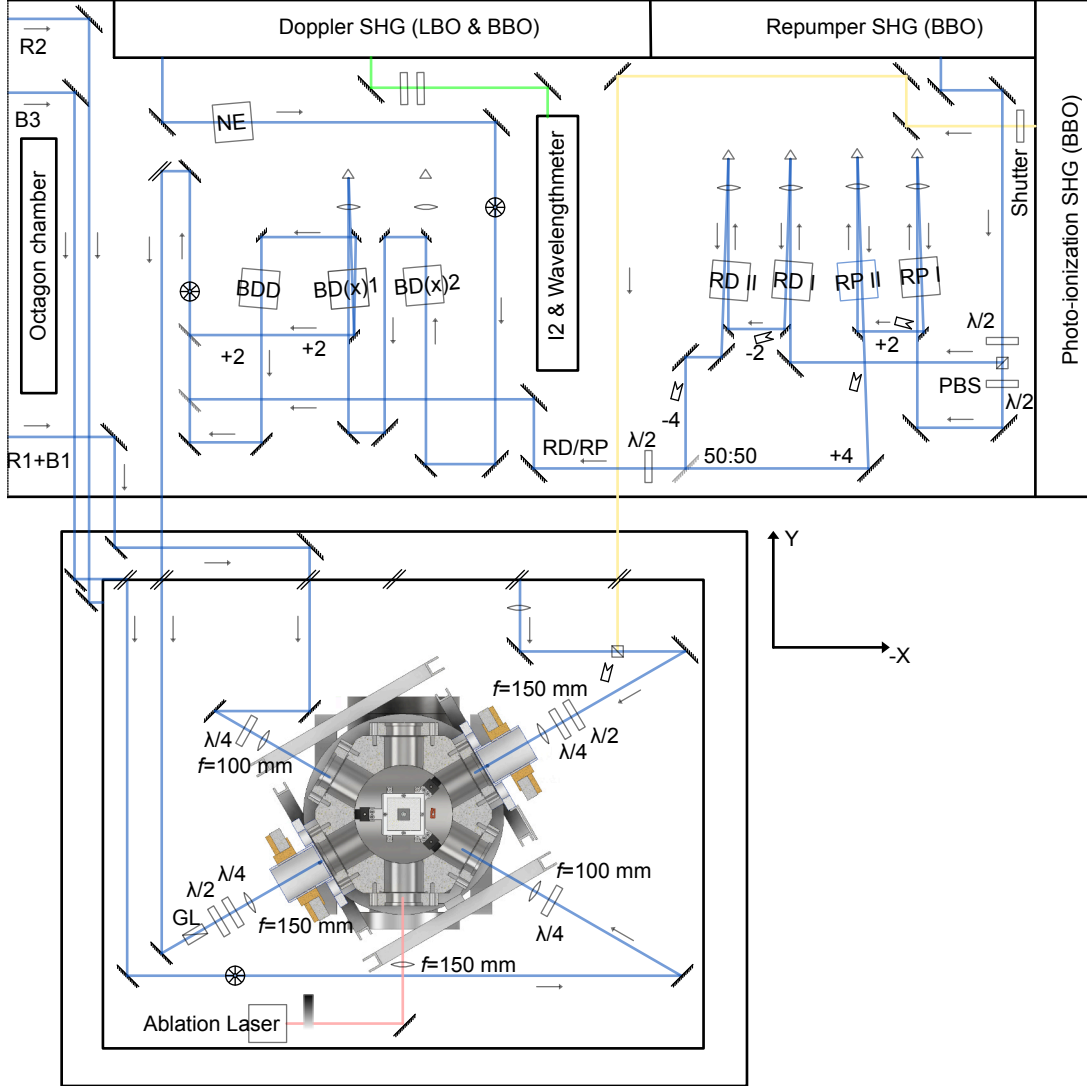 Doppler SHG (LBO & BBO)
Repumper SHG (BBO)
R2
B3
NE
Shutter
Octagon chamber
I2 & Wavelengthmeter
Photo-ionization SHG (BBO)
BDD
BD(x)1
BD(x)2
RD II
RD I
RP II
RP I
+2
+2
-2
+2
λ/2
PBS
λ/2
-4
R1+B1
RD/RP
λ/2
50:50
+4
Y
-X
f=150 mm
λ/4
λ/2
λ/4
f=100 mm
f=100 mm
λ/4
λ/2
λ/4
GL
f=150 mm
f=150 mm
Ablation Laser